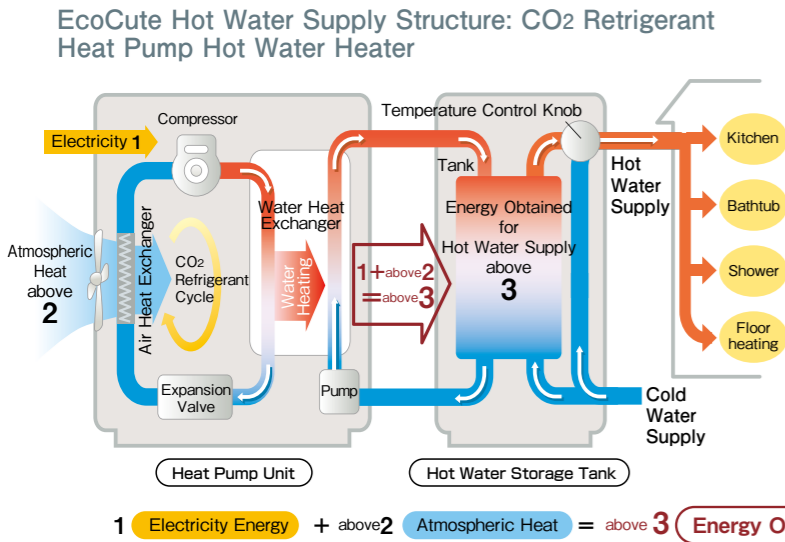 EcoCute Hot Water Supply Structure: CO2 Refrigerant
Heat Pump Hot Water Heater
Compressor
Temperature Control Knob
Electricity 1
Kitchen
Tank
Hot
Water
Supply
Water Heat
Exchanger
Energy Obtained
for
Hot Water Supply
above
3
Bathtub
Atmospheric
Heat
above
2
Air Heat Exchanger
CO2
Refrigerant
Cycle
Water
Heating
1+above2
=above3
Shower
Floor
heating
Expansion
Valve
Pump
Cold
Water
Supply
Heat Pump Unit
Hot Water Storage Tank
1 Electricity Energy + above2 Atmospheric Heat = above 3 Energy O